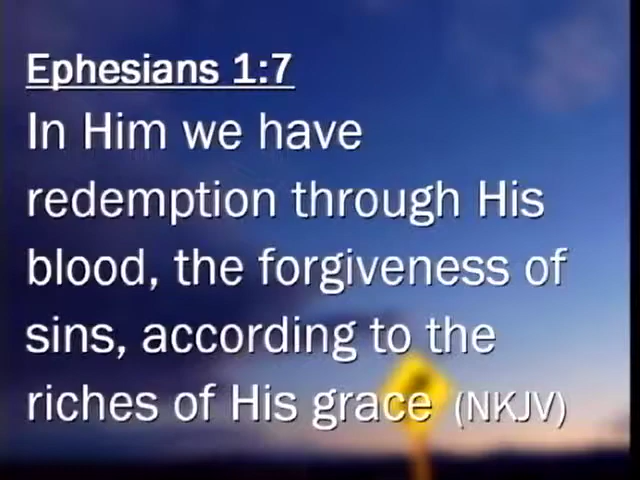 Ephesians 1:7
In Him we have
redemption through His
blood, the forgiveness of
sins, according to the
riches of His grace (NKJV)